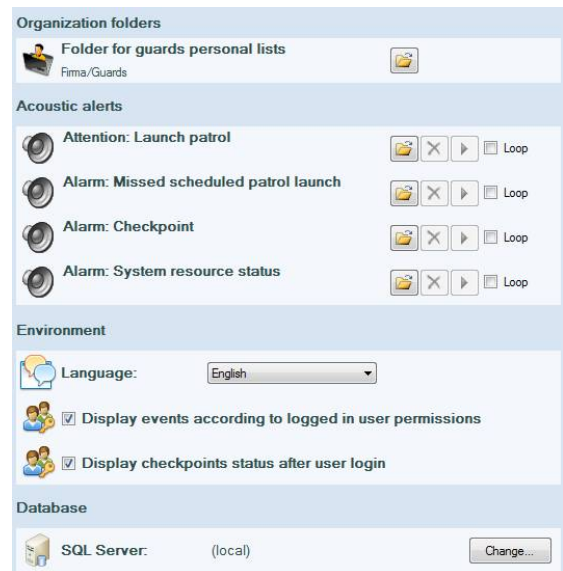 Organization folders
Folder for guards personal lists
Firma/Guards
Acoustic alerts
Attention: Launch patrol
Loop
Alarm: Missed scheduled patrol launch
Loop
Alarm: Checkpoint
Loop
Alarm: System resource status
Loop
Environment
Language: English
Display events according to logged in user permissions
Display checkpoints status after user login
Database
SQL Server: (local) Change...